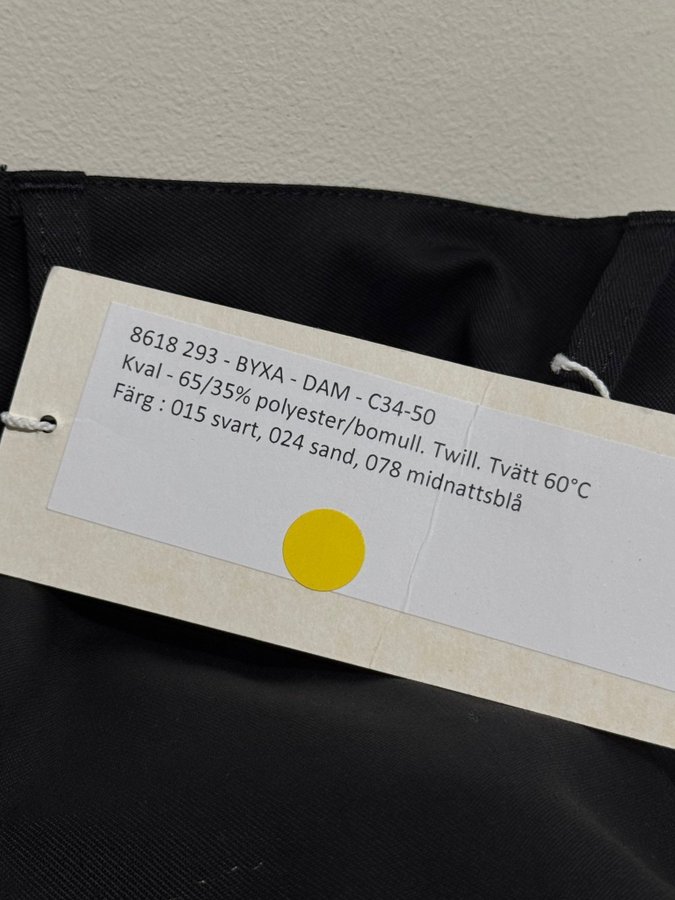 8618 293 - BYXA - DAM - C34-50
Kval - 65/35% polyester/bomull. Twill. Tvätt 60°C
Färg : 015 svart, 024 sand, 078 midnattsblå